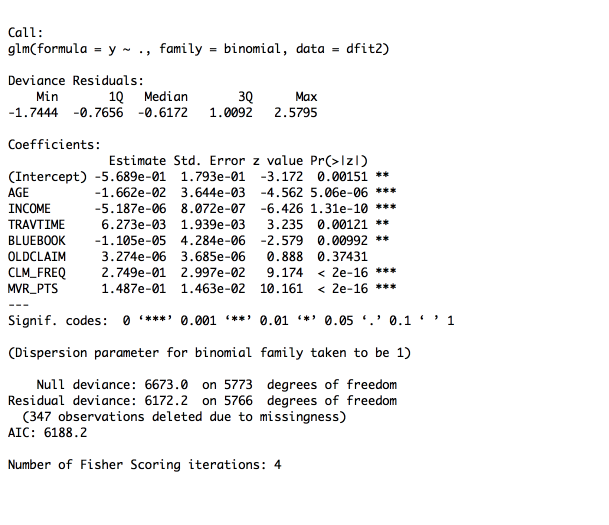 Call:
glm(formula = y ~ ., family = binomial, data = dfit2)
Deviance Residuals:
    Min       1Q   Median       3Q      Max
-1.7444  -0.7656  -0.6172   1.0092   2.5795
Coefficients:
              Estimate Std. Error z value Pr(>|z|)
(Intercept) -5.689e-01  1.793e-01  -3.172  0.00151 **
AGE         -1.662e-02  3.644e-03  -4.562 5.06e-06 ***
INCOME      -5.187e-06  8.072e-07  -6.426 1.31e-10 ***
TRAVTIME     6.273e-03  1.939e-03   3.235  0.00121 **
BLUEBOOK    -1.105e-05  4.284e-06  -2.579  0.00992 **
OLDCLAIM     3.274e-06  3.685e-06   0.888  0.37431
CLM_FREQ     2.749e-01  2.997e-02   9.174  < 2e-16 ***
MVR_PTS      1.487e-01  1.463e-02  10.161  < 2e-16 ***
---
Signif. codes:  0 ‘***’ 0.001 ‘**’ 0.01 ‘*’ 0.05 ‘.’ 0.1 ‘ ’ 1
(Dispersion parameter for binomial family taken to be 1)
    Null deviance: 6673.0  on 5773  degrees of freedom
Residual deviance: 6172.2  on 5766  degrees of freedom
  (347 observations deleted due to missingness)
AIC: 6188.2
Number of Fisher Scoring iterations: 4